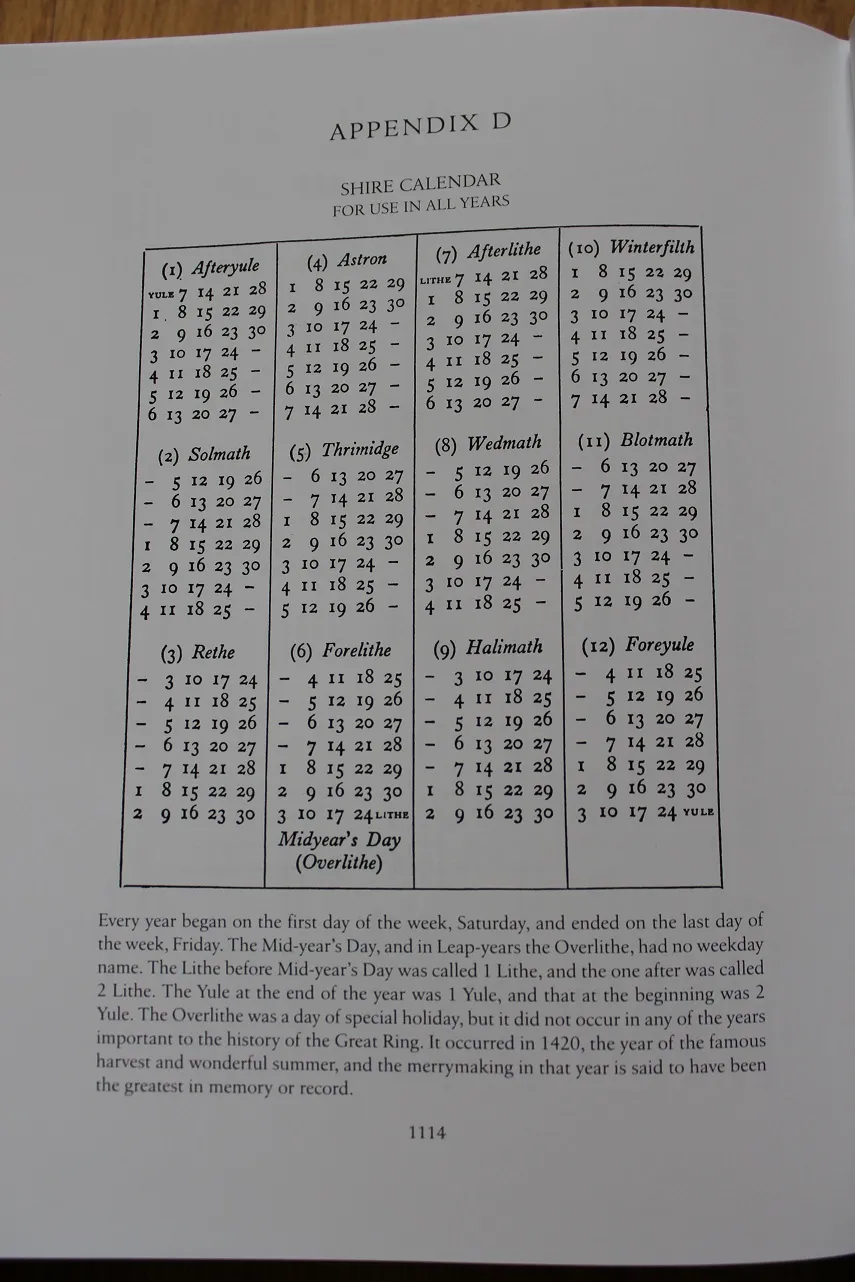 APPENDIX D
SHIRE CALENDAR
FOR USE IN ALL YEARS
(1) Afteryule
YULE 7 14 21 28
1 8 15 22 29
2 9 16 23 30
3 10 17 24 –
4 11 18 25 –
5 12 19 26 –
6 13 20 27 –
(2) Solmath
– 5 12 19 26
– 6 13 20 27
– 7 14 21 28
1 8 15 22 29
2 9 16 23 30
3 10 17 24 –
4 11 18 25 –
(3) Rethe
– 3 10 17 24
– 4 11 18 25
– 5 12 19 26
– 6 13 20 27
– 7 14 21 28
1 8 15 22 29
2 9 16 23 30
(4) Astron
1 8 15 22 29
2 9 16 23 30
3 10 17 24 –
4 11 18 25 –
5 12 19 26 –
6 13 20 27 –
7 14 21 28 –
(5) Thrimidge
– 6 13 20 27
– 7 14 21 28
1 8 15 22 29
2 9 16 23 30
3 10 17 24 –
4 11 18 25 –
5 12 19 26 –
(6) Forelithe
– 4 11 18 25
– 5 12 19 26
– 6 13 20 27
– 7 14 21 28
1 8 15 22 29
2 9 16 23 30
3 10 17 24 LITHE
Midyear's Day
(Overlithe)
(7) Afterlithe
LITHE 7 14 21 28
1 8 15 22 29
2 9 16 23 30
3 10 17 24 –
4 11 18 25 –
5 12 19 26 –
6 13 20 27 –
(8) Wedmath
– 5 12 19 26
– 6 13 20 27
– 7 14 21 28
1 8 15 22 29
2 9 16 23 30
3 10 17 24 –
4 11 18 25 –
(9) Halimath
– 3 10 17 24
– 4 11 18 25
– 5 12 19 26
– 6 13 20 27
– 7 14 21 28
1 8 15 22 29
2 9 16 23 30
(10) Winterfilth
1 8 15 22 29
2 9 16 23 30
3 10 17 24 –
4 11 18 25 –
5 12 19 26 –
6 13 20 27 –
7 14 21 28 –
(11) Blotmath
– 6 13 20 27
– 7 14 21 28
1 8 15 22 29
2 9 16 23 30
3 10 17 24 –
4 11 18 25 –
5 12 19 26 –
(12) Foreyule
– 4 11 18 25
– 5 12 19 26
– 6 13 20 27
– 7 14 21 28
1 8 15 22 29
2 9 16 23 30
3 10 17 24 YULE
Every year began on the first day of the week, Saturday, and ended on the last day of
the week, Friday. The Mid-year's Day, and in Leap-years the Overlithe, had no weekday
name. The Lithe before Mid-year's Day was called 1 Lithe, and the one after was called
2 Lithe. The Yule at the end of the year was 1 Yule, and that at the beginning was 2
Yule. The Overlithe was a day of special holiday, but it did not occur in any of the years
important to the history of the Great Ring. It occurred in 1420, the year of the famous
harvest and wonderful summer, and the merrymaking in that year is said to have been
the greatest in memory or record.
1114